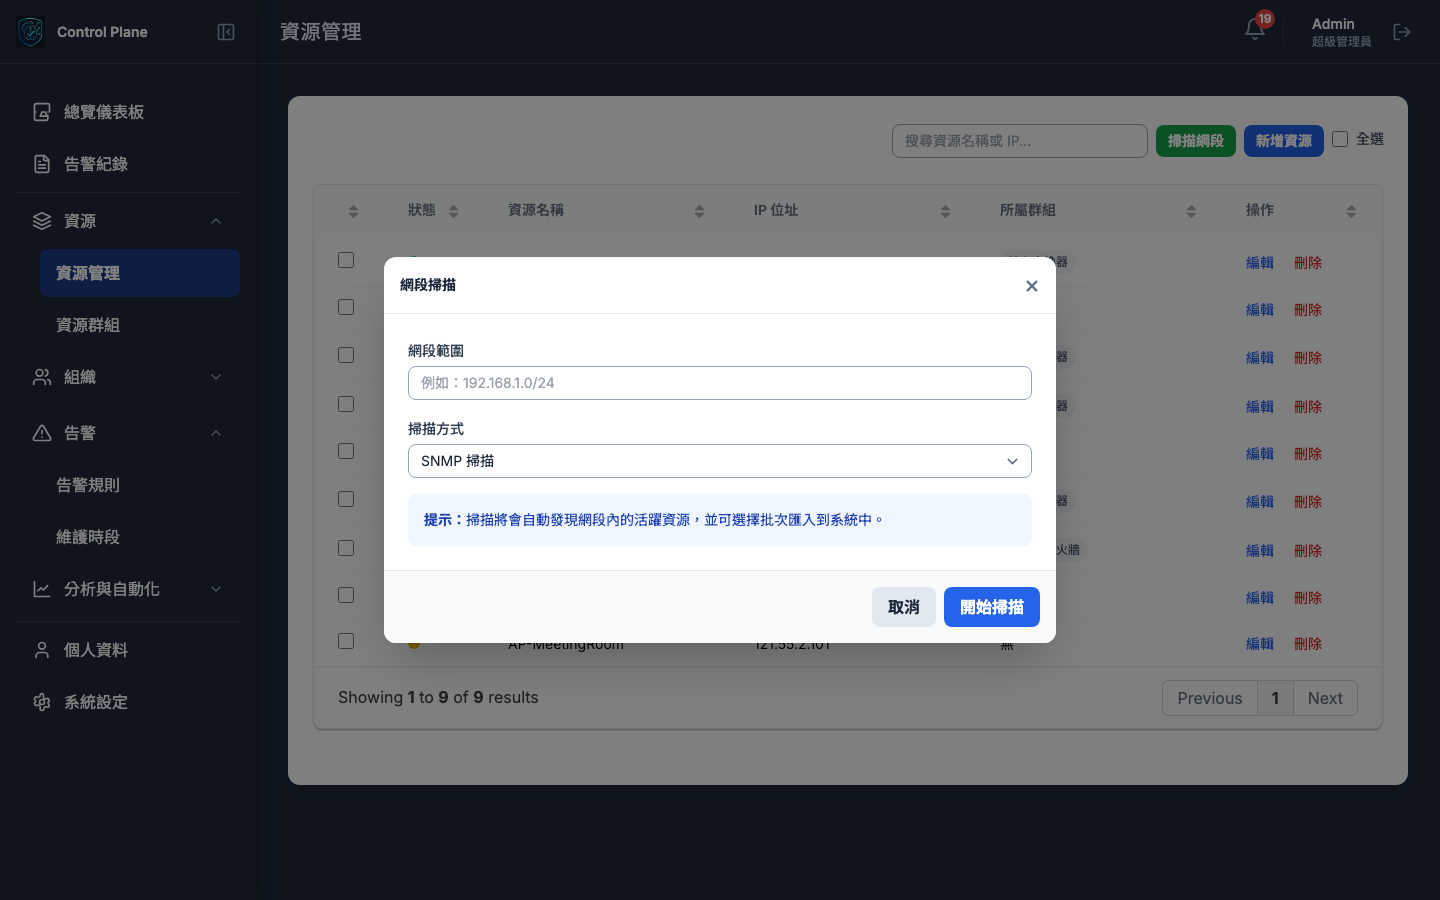 Control Plane
資源管理
19
Admin
超級管理員
總覽儀表板
告警紀錄
資源
資源管理
資源群組
組織
告警
告警規則
維護時段
分析與自動化
個人資料
系統設定
搜尋資源名稱或 IP...
掃描網段
新增資源
全選
狀態
資源名稱
IP 位址
所屬群組
操作
編輯 刪除
編輯 刪除
器 編輯 刪除
器 編輯 刪除
編輯 刪除
器 編輯 刪除
火牆 編輯 刪除
編輯 刪除
AP-MeetingRoom 121.55.2.101 無 編輯 刪除
網段掃描
網段範圍
例如：192.168.1.0/24
掃描方式
SNMP 掃描
提示：掃描將會自動發現網段內的活躍資源，並可選擇批次匯入到系統中。
取消
開始掃描
Showing 1 to 9 of 9 results
Previous 1 Next